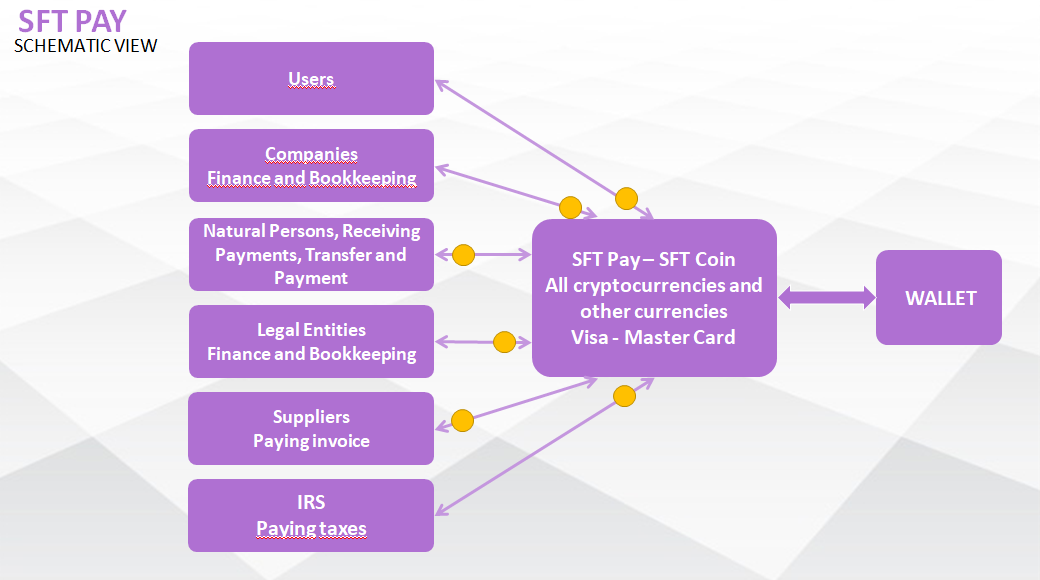 SFT PAY
SCHEMATIC VIEW
Users
Companies
Finance and Bookkeeping
Natural Persons, Receiving
Payments, Transfer and
Payment
Legal Entities
Finance and Bookkeeping
Suppliers
Paying invoice
IRS
Paying taxes
SFT Pay – SFT Coin
All cryptocurrencies and
other currencies
Visa - Master Card
WALLET